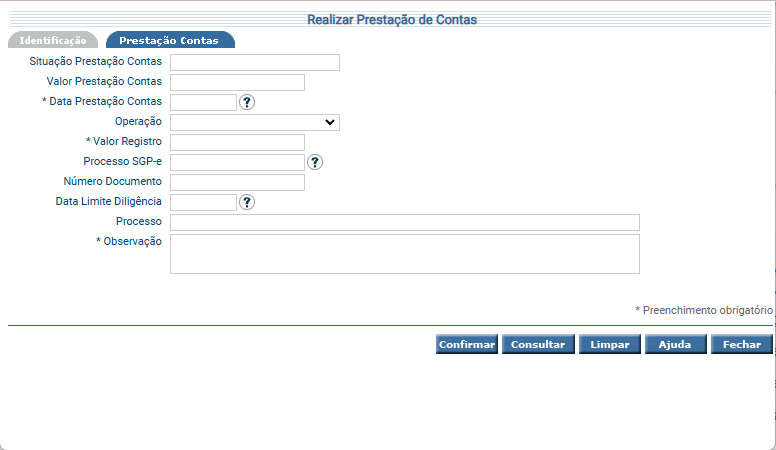 Realizar Prestação de Contas
Identificação
Prestação Contas
Situação Prestação Contas
Valor Prestação Contas
* Data Prestação Contas ?
Operação
* Valor Registro
Processo SGP-e ?
Número Documento
Data Limite Diligência ?
Processo
* Observação
* Preenchimento obrigatório
Confirmar Consultar Limpar Ajuda Fechar